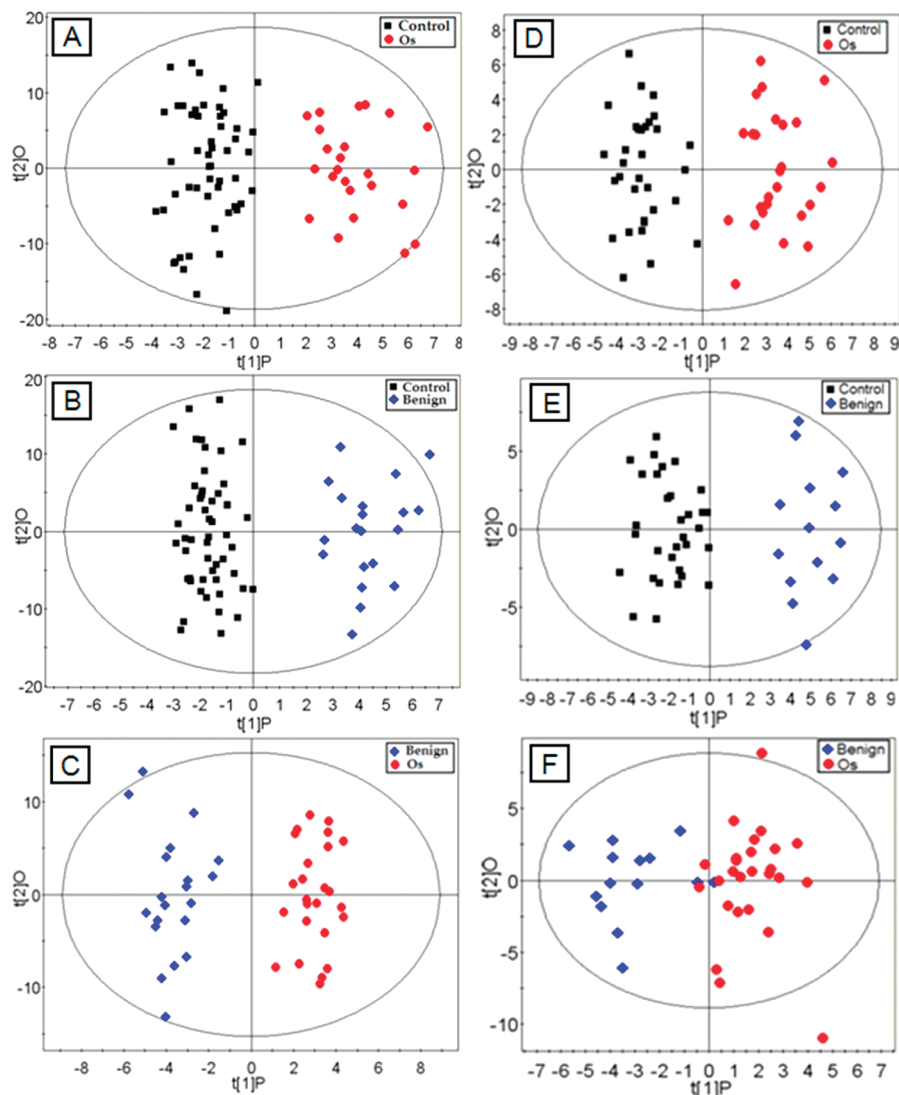 A
Control
Os
20
10
0
-10
-20
t[2]O
-8 -7 -6 -5 -4 -3 -2 -1 0 1 2 3 4 5 6 7 8
t[1]P
D
Control
Os
8
6
4
2
0
-2
-4
-6
-8
t[2]O
-9 -8 -7 -6 -5 -4 -3 -2 -1 0 1 2 3 4 5 6 7 8 9
t[1]P
B
Control
Benign
20
10
0
-10
-20
t[2]O
-7 -6 -5 -4 -3 -2 -1 0 1 2 3 4 5 6 7
t[1]P
E
Control
Benign
5
0
-5
t[2]O
-9 -8 -7 -6 -5 -4 -3 -2 -1 0 1 2 3 4 5 6 7 8 9
t[1]P
C
Benign
Os
10
0
-10
t[2]O
-8 -6 -4 -2 0 2 4 6 8
t[1]P
F
Benign
Os
5
0
-5
-10
t[2]O
-7 -6 -5 -4 -3 -2 -1 0 1 2 3 4 5 6 7
t[1]P